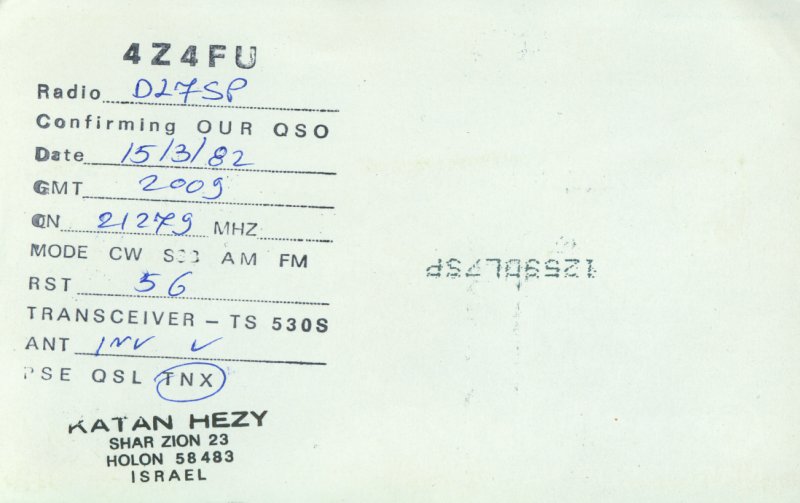 4Z4FU
Radio DL7SP
Confirming OUR QSO
Date 15/3/82
GMT 2009
ON 21279 MHZ
MODE CW SSB AM FM
RST 56
TRANSCEIVER - TS 530S
ANT INV V
PSE QSL TNX
KATAN HEZY
SHAR ZION 23
HOLON 58483
ISRAEL